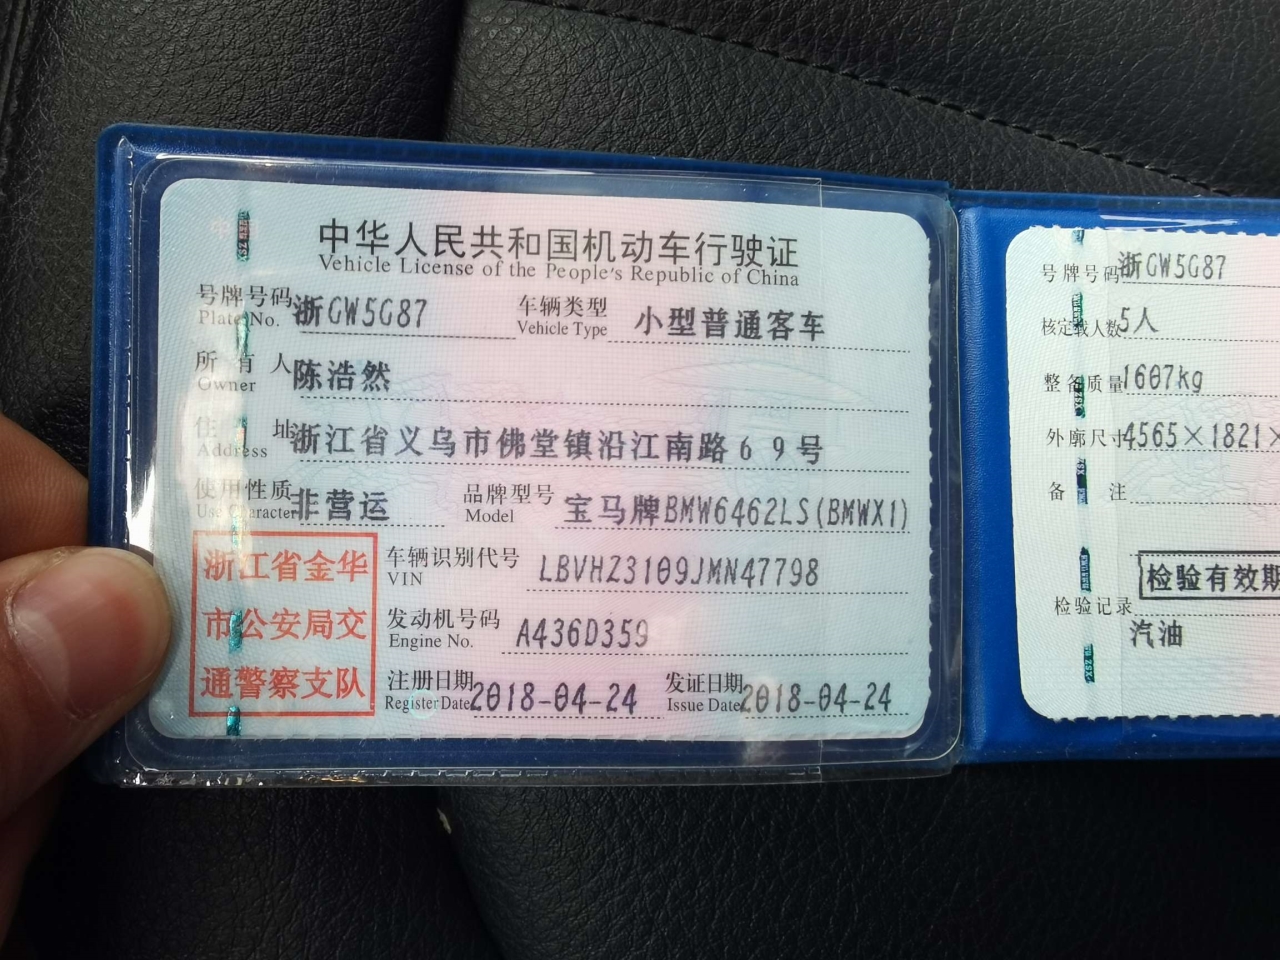 中华人民共和国机动车行驶证
Vehicle License of the People's Republic of China
号牌号码 浙GW5G87 车辆类型 小型普通客车
Plate No. Vehicle Type
所有人 陈浩然
Owner
住址 浙江省义乌市佛堂镇沿江南路69号
Address
使用性质 非营运 品牌型号 宝马牌BMW6462LS(BMWX1)
Use Character Model
浙江省金华
市公安局交
通警察支队
车辆识别代号 LBVHZ3109JMN47798
VIN
发动机号码 A436D359
Engine No.
注册日期 2018-04-24 发证日期 2018-04-24
Register Date Issue Date
号牌号码 浙GW5G87
核定载人数 5人
整备质量 1607kg
外廓尺寸 4565×1821×
备注
检验有效期
检验记录
汽油